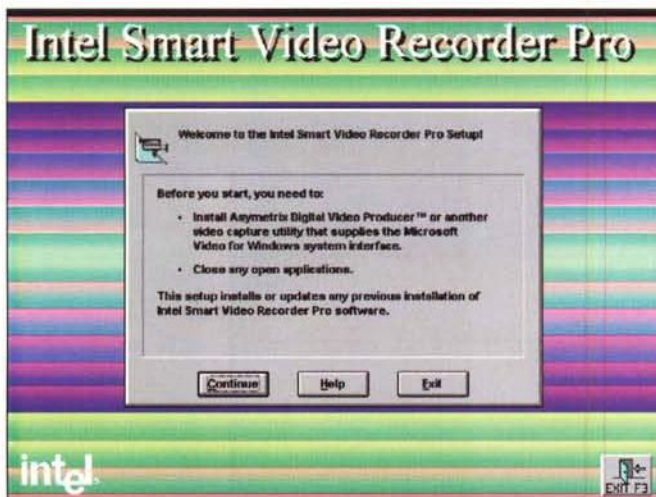 Intel Smart Video Recorder Pro
Welcome to the Intel Smart Video Recorder Pro Setup!
Before you start, you need to:
• Install Asymetrix Digital Video Producer™ or another
video capture utility that supplies the Microsoft
Video for Windows system interface.
• Close any open applications.
This setup installs or updates any previous installation of
Intel Smart Video Recorder Pro software.
Continue
Help
Exit
intel.
EXIT F3